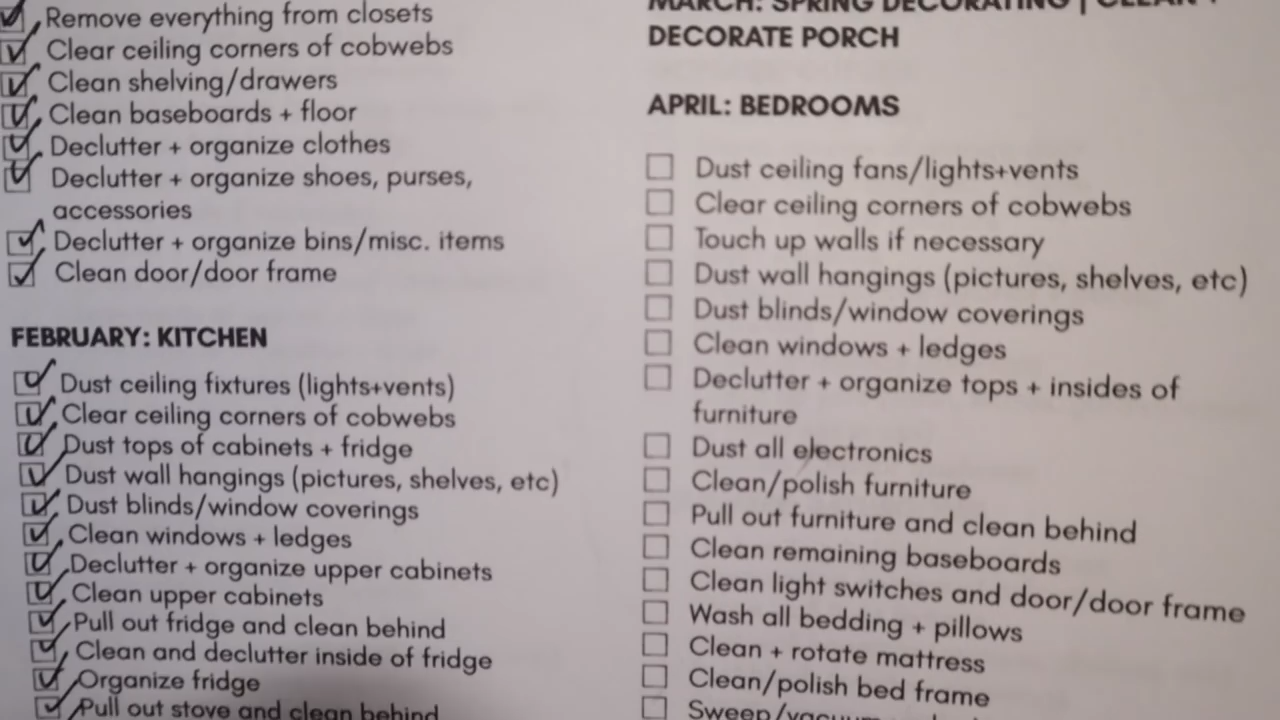 Remove everything from closets
Clear ceiling corners of cobwebs
Clean shelving/drawers
Clean baseboards + floor
Declutter + organize clothes
Declutter + organize shoes, purses,
accessories
Declutter + organize bins/misc. items
Clean door/door frame
FEBRUARY: KITCHEN
Dust ceiling fixtures (lights+vents)
Clear ceiling corners of cobwebs
Dust tops of cabinets + fridge
Dust wall hangings (pictures, shelves, etc)
Dust blinds/window coverings
Clean windows + ledges
Declutter + organize upper cabinets
Clean upper cabinets
Pull out fridge and clean behind
Clean and declutter inside of fridge
Organize fridge
Pull out stove and clean behind
MARCH: SPRING DECORATING | CLEAN +
DECORATE PORCH
APRIL: BEDROOMS
Dust ceiling fans/lights+vents
Clear ceiling corners of cobwebs
Touch up walls if necessary
Dust wall hangings (pictures, shelves, etc)
Dust blinds/window coverings
Clean windows + ledges
Declutter + organize tops + insides of
furniture
Dust all electronics
Clean/polish furniture
Pull out furniture and clean behind
Clean remaining baseboards
Clean light switches and door/door frame
Wash all bedding + pillows
Clean + rotate mattress
Clean/polish bed frame